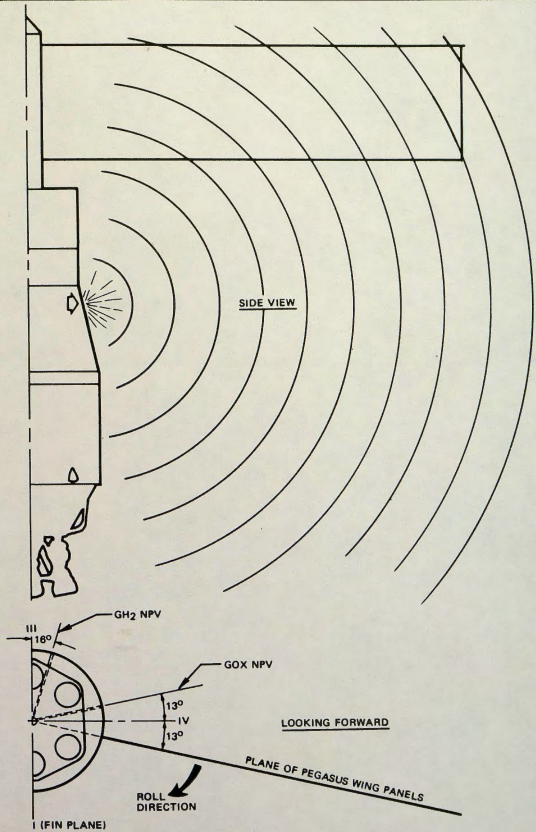 SIDE VIEW
GH2 NPV
III
16°
GOX NPV
13°
IV
13°
LOOKING FORWARD
PLANE OF PEGASUS WING PANELS
ROLL
DIRECTION
I (FIN PLANE)